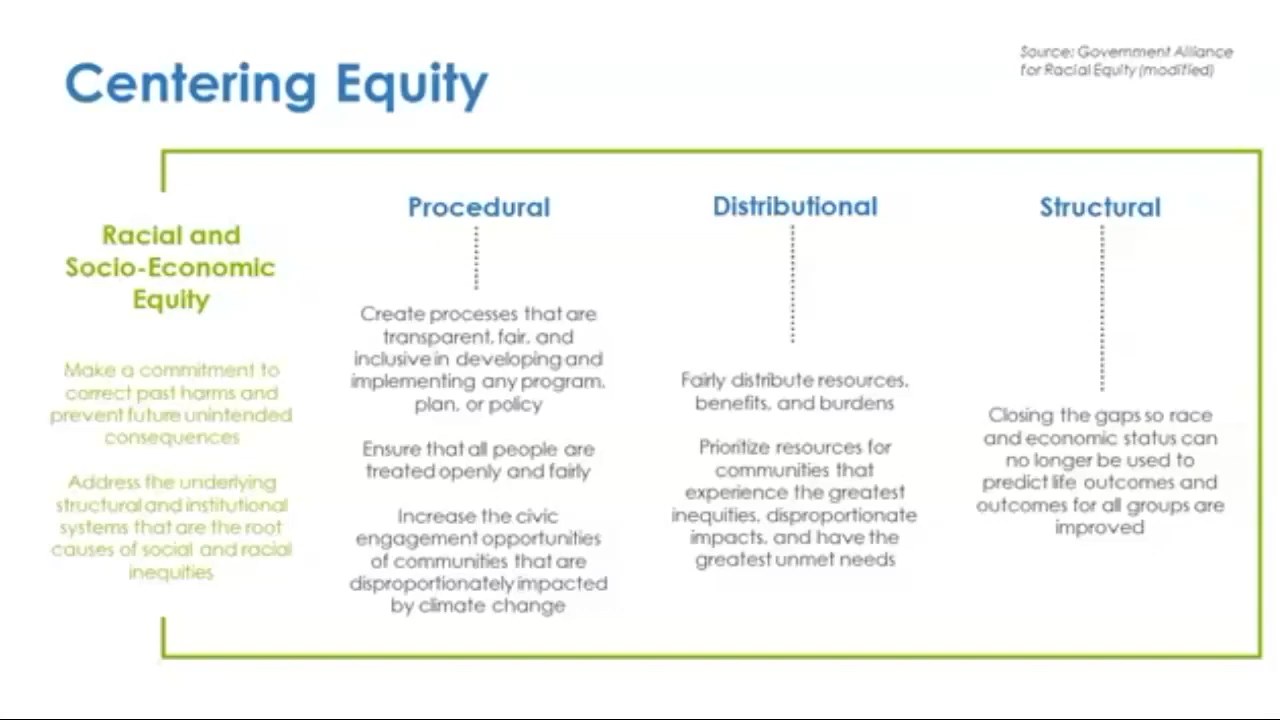 Centering Equity
Source: Government Alliance
for Racial Equity (modified)
Racial and
Socio-Economic
Equity
Make a commitment to
correct past harms and
prevent future unintended
consequences
Address the underlying
structural and institutional
systems that are the root
causes of social and racial
inequities
Procedural
Create processes that are
transparent, fair, and
inclusive in developing and
implementing any program,
plan, or policy
Ensure that all people are
treated openly and fairly
Increase the civic
engagement opportunities
of communities that are
disproportionately impacted
by climate change
Distributional
Fairly distribute resources,
benefits, and burdens
Prioritize resources for
communities that
experience the greatest
inequities, disproportionate
impacts, and have the
greatest unmet needs
Structural
Closing the gaps so race
and economic status can
no longer be used to
predict life outcomes and
outcomes for all groups are
improved